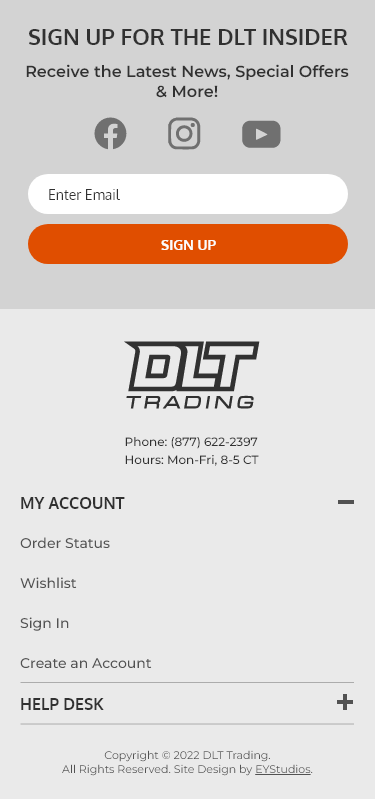 SIGN UP FOR THE DLT INSIDER
Receive the Latest News, Special Offers
& More!
Enter Email
SIGN UP
DLT
TRADING
Phone: (877) 622-2397
Hours: Mon-Fri, 8-5 CT
MY ACCOUNT
Order Status
Wishlist
Sign In
Create an Account
HELP DESK
Copyright © 2022 DLT Trading.
All Rights Reserved. Site Design by EYStudios.